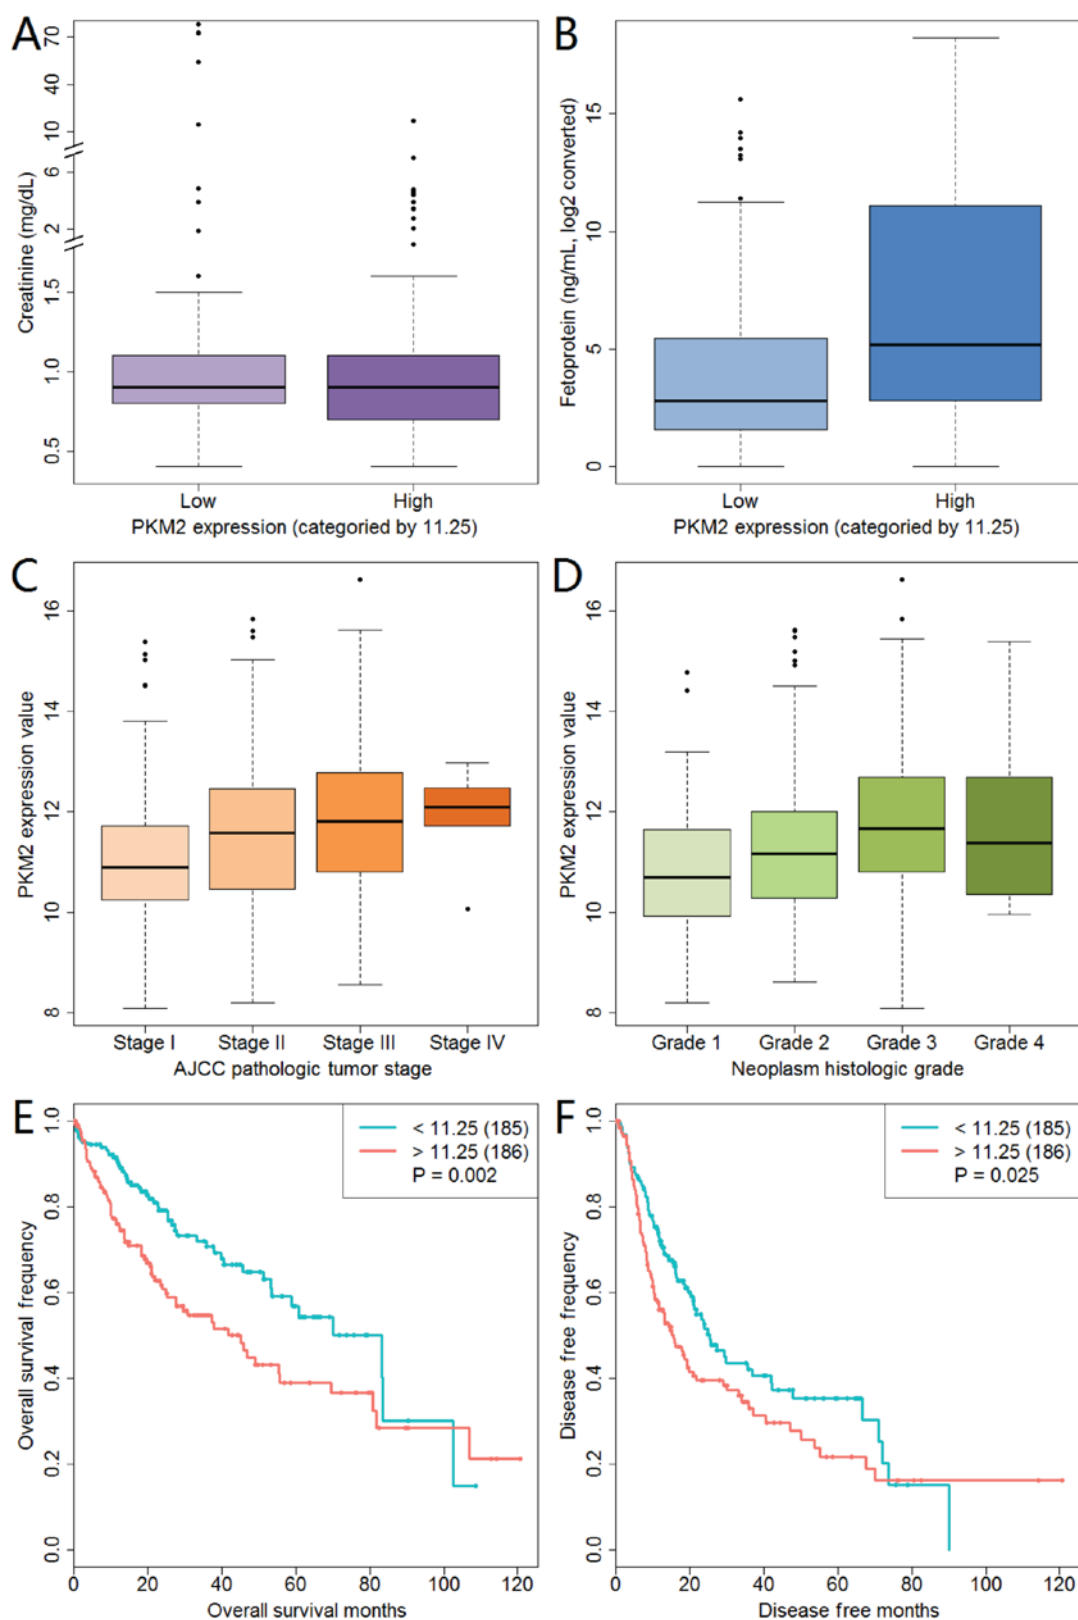 A
Creatinine (mg/dL)
70
40
10
6
2
1.5
1.0
0.5
Low High
PKM2 expression (categoried by 11.25)
B
Fetoprotein (ng/mL, log2 converted)
15
10
5
0
Low High
PKM2 expression (categoried by 11.25)
C
PKM2 expression value
16
14
12
10
8
Stage I Stage II Stage III Stage IV
AJCC pathologic tumor stage
D
PKM2 expression value
16
14
12
10
8
Grade 1 Grade 2 Grade 3 Grade 4
Neoplasm histologic grade
E
Overall survival frequency
1.0
0.8
0.6
0.4
0.2
0.0
< 11.25 (185)
> 11.25 (186)
P = 0.002
0 20 40 60 80 100 120
Overall survival months
F
Disease free frequency
1.0
0.8
0.6
0.4
0.2
0.0
< 11.25 (185)
> 11.25 (186)
P = 0.025
0 20 40 60 80 100 120
Disease free months